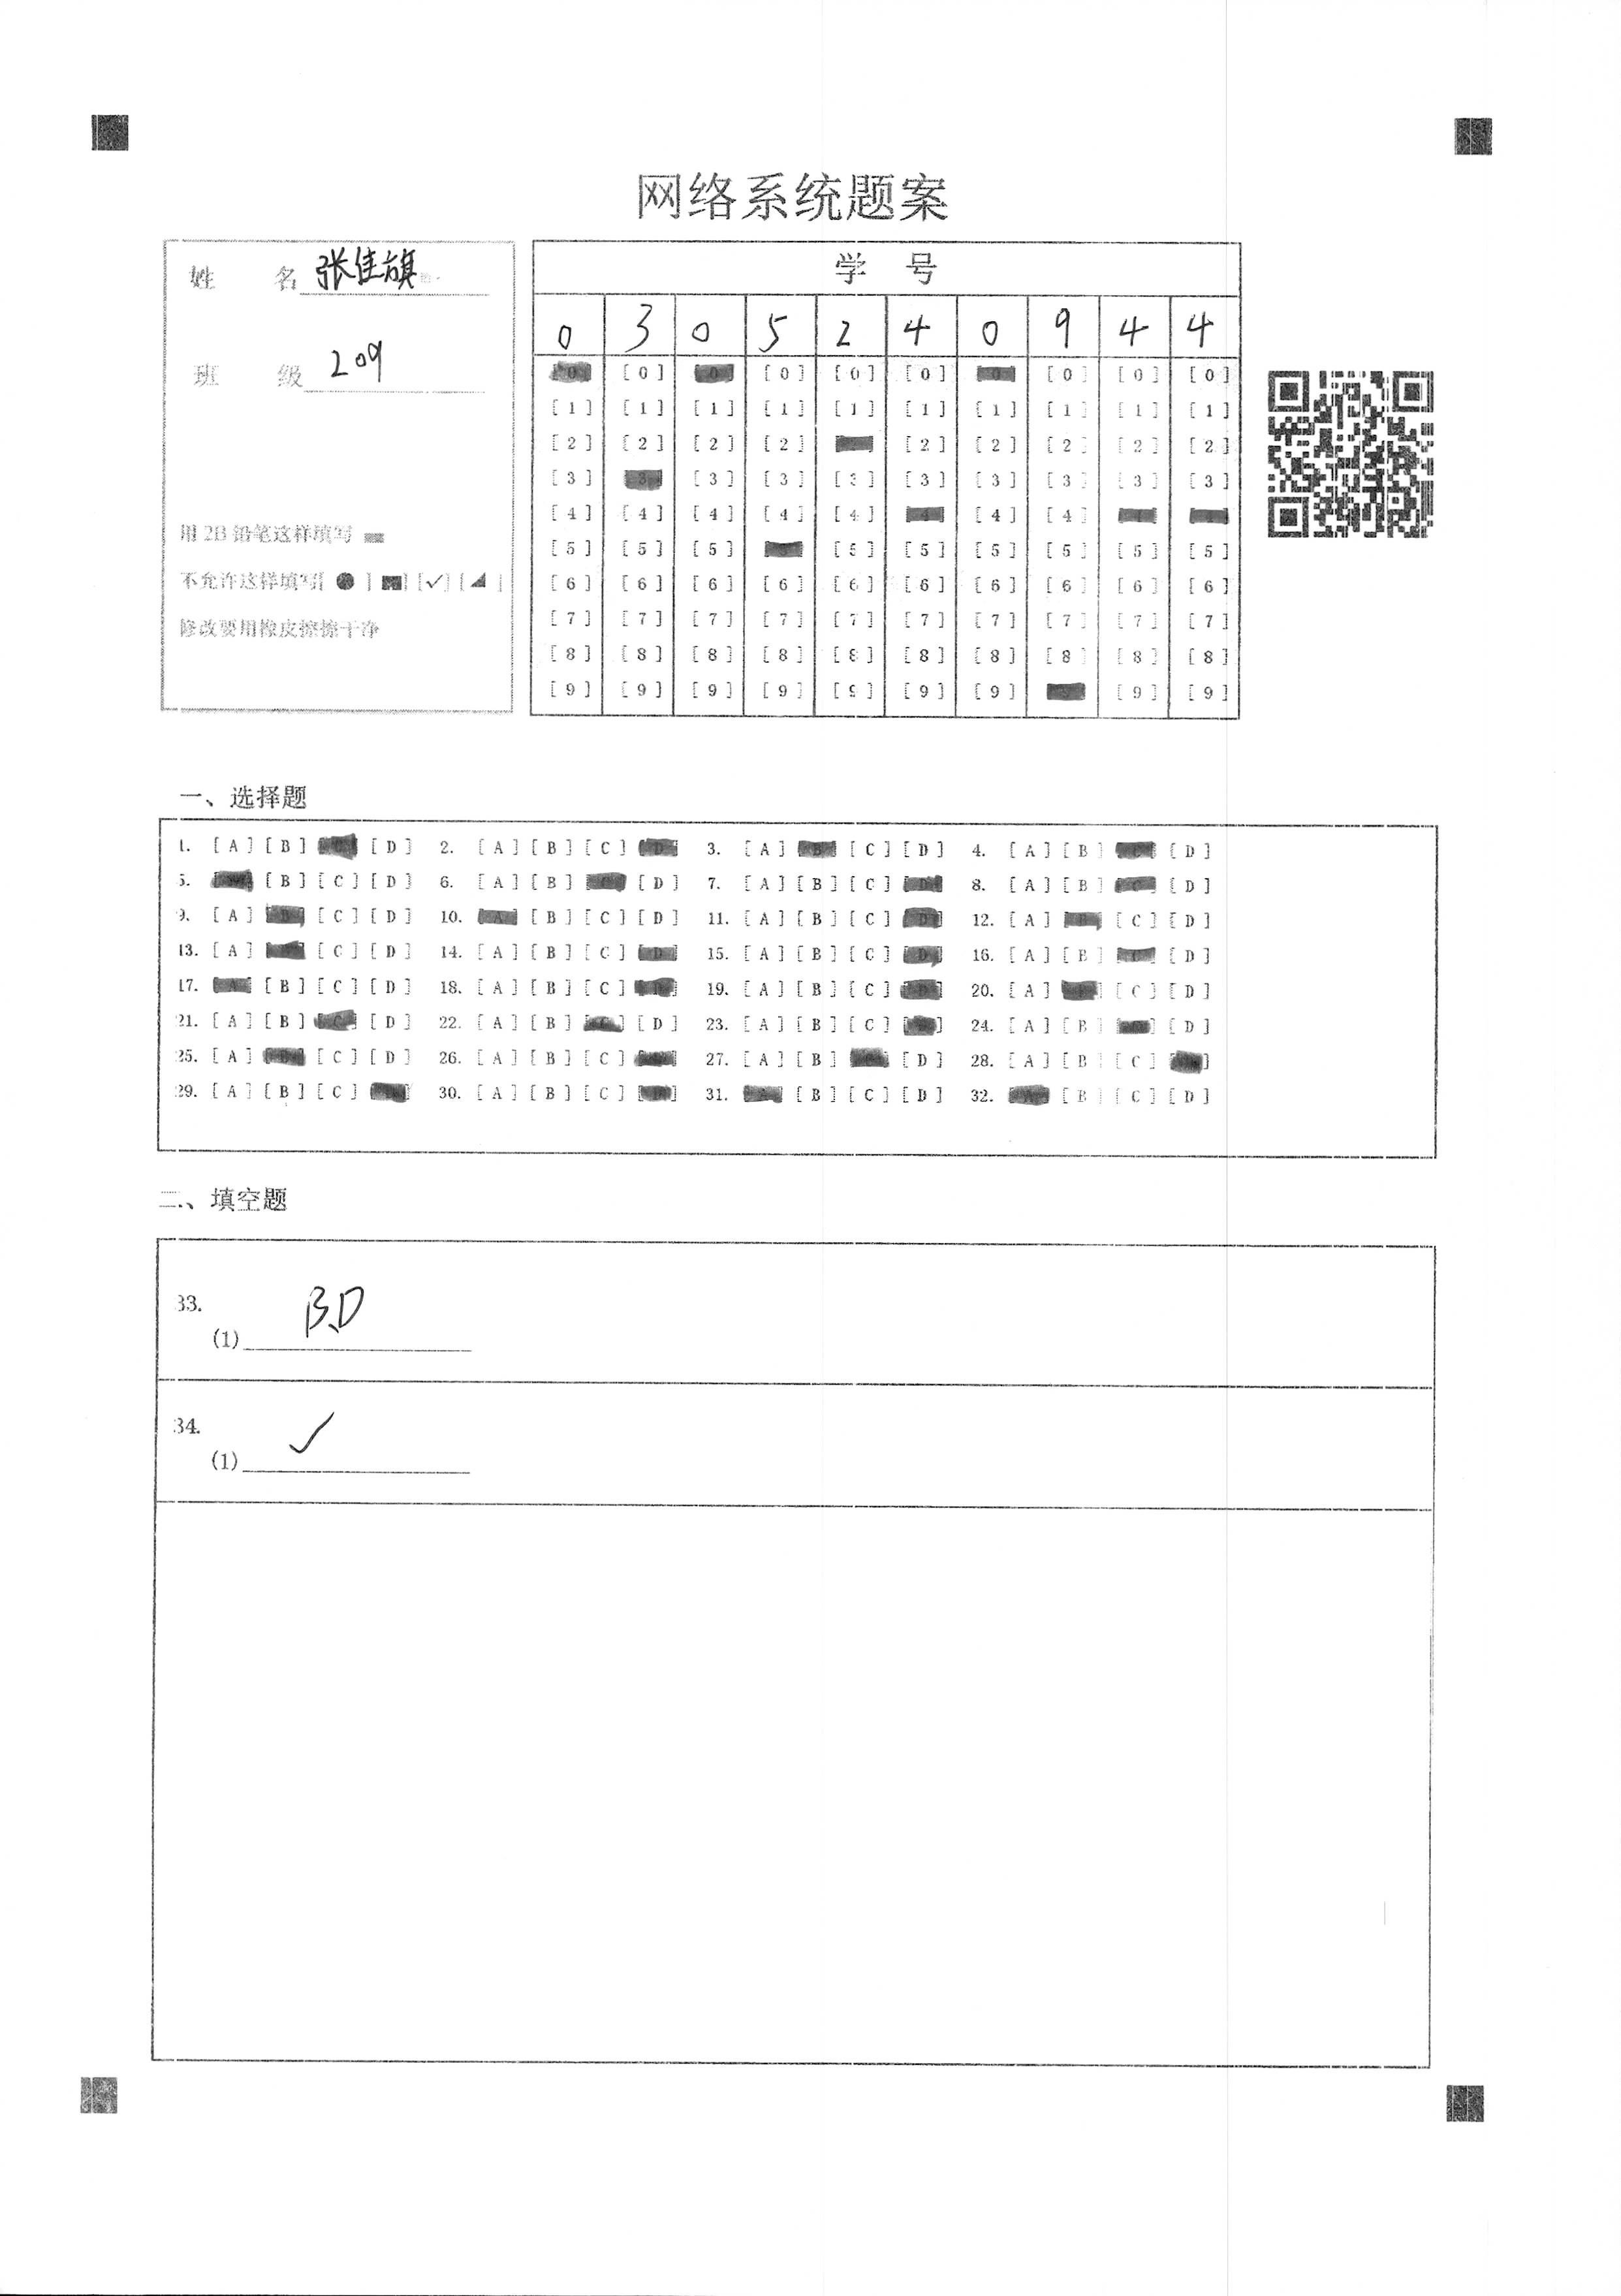 网络系统题案
姓 名 张佳旗
班 级 209
用 2B 铅笔这样填写
不允许这样填写[ ● ] [ ] [✓] [ ]
修改要用橡皮擦擦干净
学 号
0 3 0 5 2 4 0 9 4 4
[0] [0] [0] [0] [0] [0] [0] [0] [0] [0]
[1] [1] [1] [1] [1] [1] [1] [1] [1] [1]
[2] [2] [2] [2] [2] [2] [2] [2] [2]
[3] [3] [3] [3] [3] [3] [3] [3] [3] [3]
[4] [4] [4] [4] [4] [4] [4] [4] [4] [4]
[5] [5] [5] [5] [5] [5] [5] [5] [5]
[6] [6] [6] [6] [6] [6] [6] [6] [6] [6]
[7] [7] [7] [7] [7] [7] [7] [7] [7] [7]
[8] [8] [8] [8] [8] [8] [8] [8] [8] [8]
[9] [9] [9] [9] [9] [9] [9] [9] [9] [9]
一、选择题
1. [A] [B] [C] [D] 2. [A] [B] [C] [D] 3. [A] [B] [C] [D] 4. [A] [B] [C] [D]
5. [A] [B] [C] [D] 6. [A] [B] [C] [D] 7. [A] [B] [C] [D] 8. [A] [B] [C] [D]
9. [A] [B] [C] [D] 10. [A] [B] [C] [D] 11. [A] [B] [C] [D] 12. [A] [B] [C] [D]
13. [A] [B] [C] [D] 14. [A] [B] [C] [D] 15. [A] [B] [C] [D] 16. [A] [B] [C] [D]
17. [A] [B] [C] [D] 18. [A] [B] [C] [D] 19. [A] [B] [C] [D] 20. [A] [B] [C] [D]
21. [A] [B] [C] [D] 22. [A] [B] [C] [D] 23. [A] [B] [C] [D] 24. [A] [B] [C] [D]
25. [A] [B] [C] [D] 26. [A] [B] [C] [D] 27. [A] [B] [C] [D] 28. [A] [B] [C] [D]
29. [A] [B] [C] [D] 30. [A] [B] [C] [D] 31. [A] [B] [C] [D] 32. [A] [B] [C] [D]
二、填空题
33.
(1) B、D
34.
(1) ✓